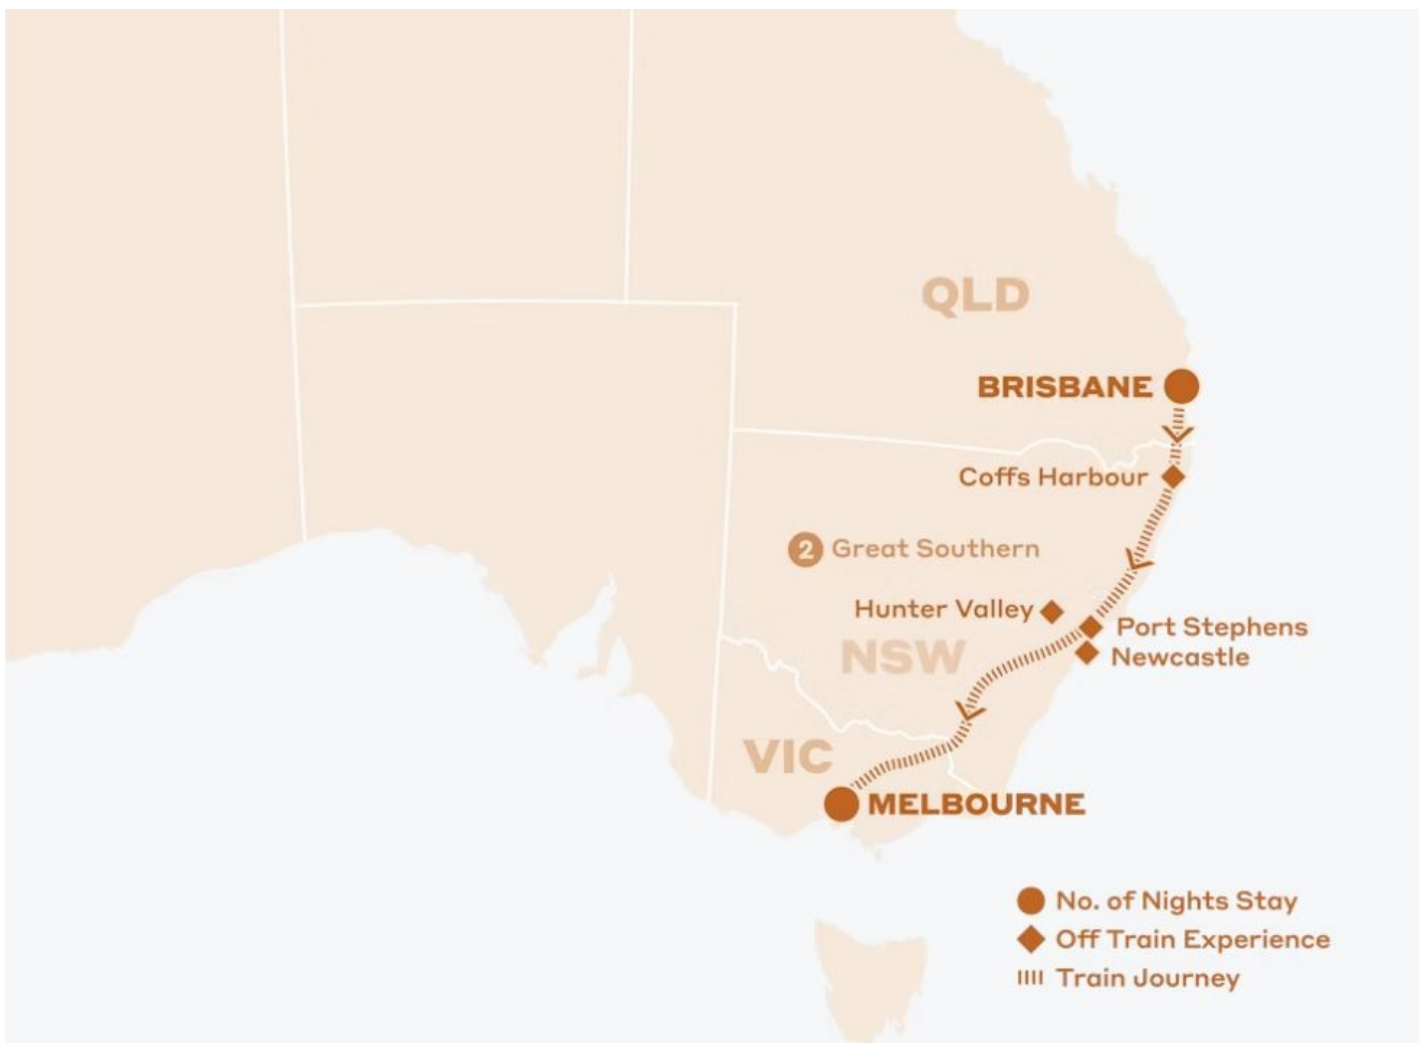 QLD
BRISBANE
Coffs Harbour
2 Great Southern
Hunter Valley
Port Stephens
NSW
Newcastle
VIC
MELBOURNE
No. of Nights Stay
Off Train Experience
Train Journey